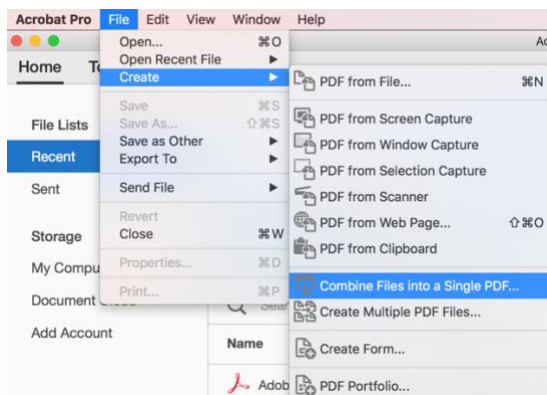 Acrobat Pro File Edit View Window Help
Open... ⌘O
Open Recent File ▶
Create ▶
Save ⌘S
Save As... ⇧⌘S
Save as Other ▶
Export To ▶
Send File ▶
Revert
Close ⌘W
Properties... ⌘D
Print... ⌘P
PDF from File... ⌘N
PDF from Screen Capture
PDF from Window Capture
PDF from Selection Capture
PDF from Scanner
PDF from Web Page... ⇧⌘O
PDF from Clipboard
Combine Files into a Single PDF...
Create Multiple PDF Files...
Create Form...
PDF Portfolio...
Home
File Lists
Recent
Sent
Storage
My Compu
Document
Add Account
Name
Adob